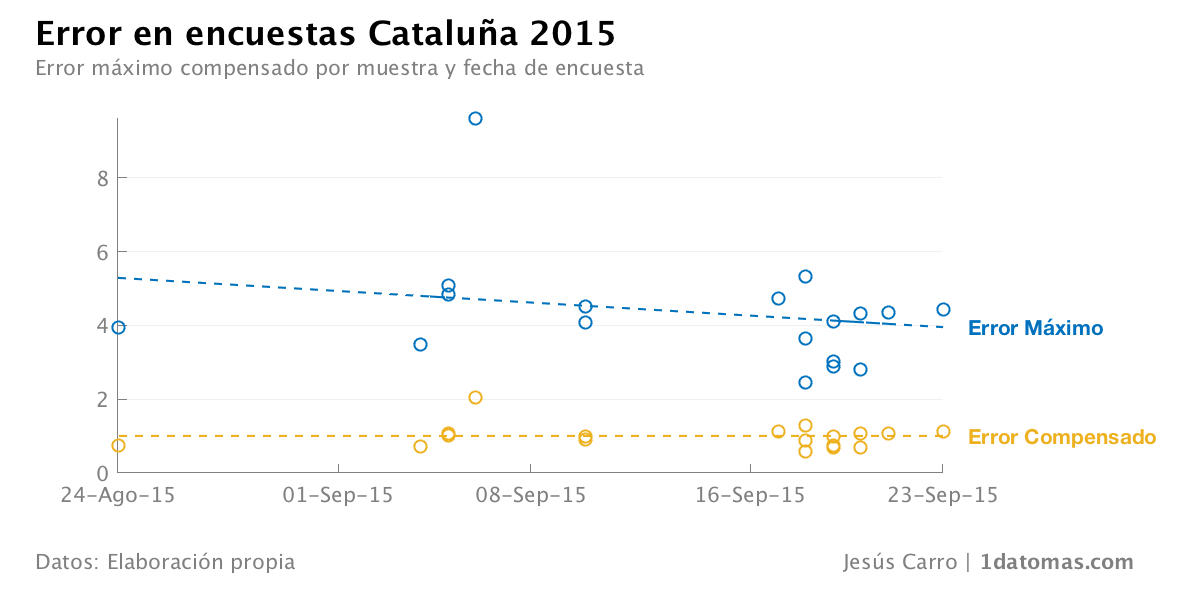 Error en encuestas Cataluña 2015
Error máximo compensado por muestra y fecha de encuesta
8
6
4
2
0
Error Máximo
Error Compensado
24-Ago-15 01-Sep-15 08-Sep-15 16-Sep-15 23-Sep-15
Datos: Elaboración propia Jesús Carro | 1datomas.com